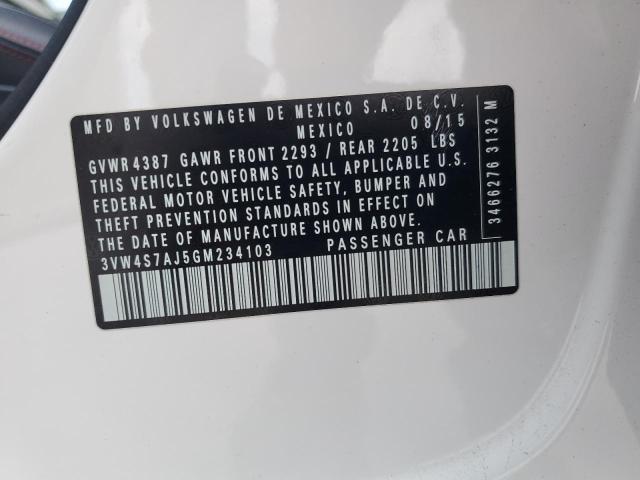 MFD BY VOLKSWAGEN DE MEXICO S.A. DE C.V.
MEXICO 08/15
GVWR 4387 GAWR FRONT 2293 / REAR 2205 LBS
THIS VEHICLE CONFORMS TO ALL APPLICABLE U.S.
FEDERAL MOTOR VEHICLE SAFETY, BUMPER AND
THEFT PREVENTION STANDARDS IN EFFECT ON
THE DATE OF MANUFACTURE SHOWN ABOVE.
3VW4S7AJ5GM234103 PASSENGER CAR
3466276 3132 M